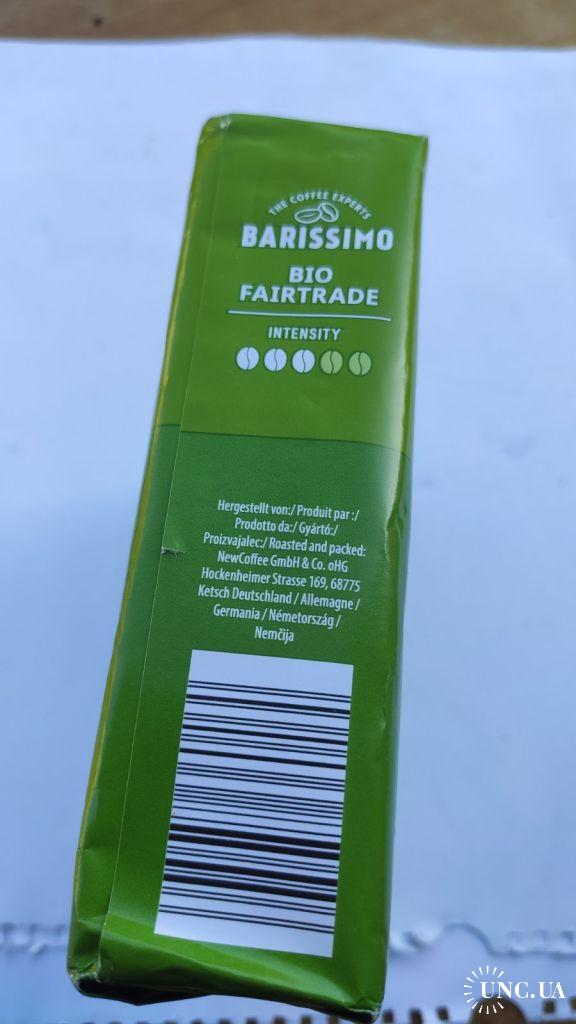 THE COFFEE EXPERTS
BARISSIMO
BIO
FAIRTRADE
INTENSITY
Hergestellt von:/ Produit par :/
Prodotto da:/ Gyártó:/
Proizvajalec:/ Roasted and packed:
NewCoffee GmbH & Co. oHG
Hockenheimer Strasse 169, 68775
Ketsch Deutschland / Allemagne /
Germania / Németország /
Nemčija
UNC.UA